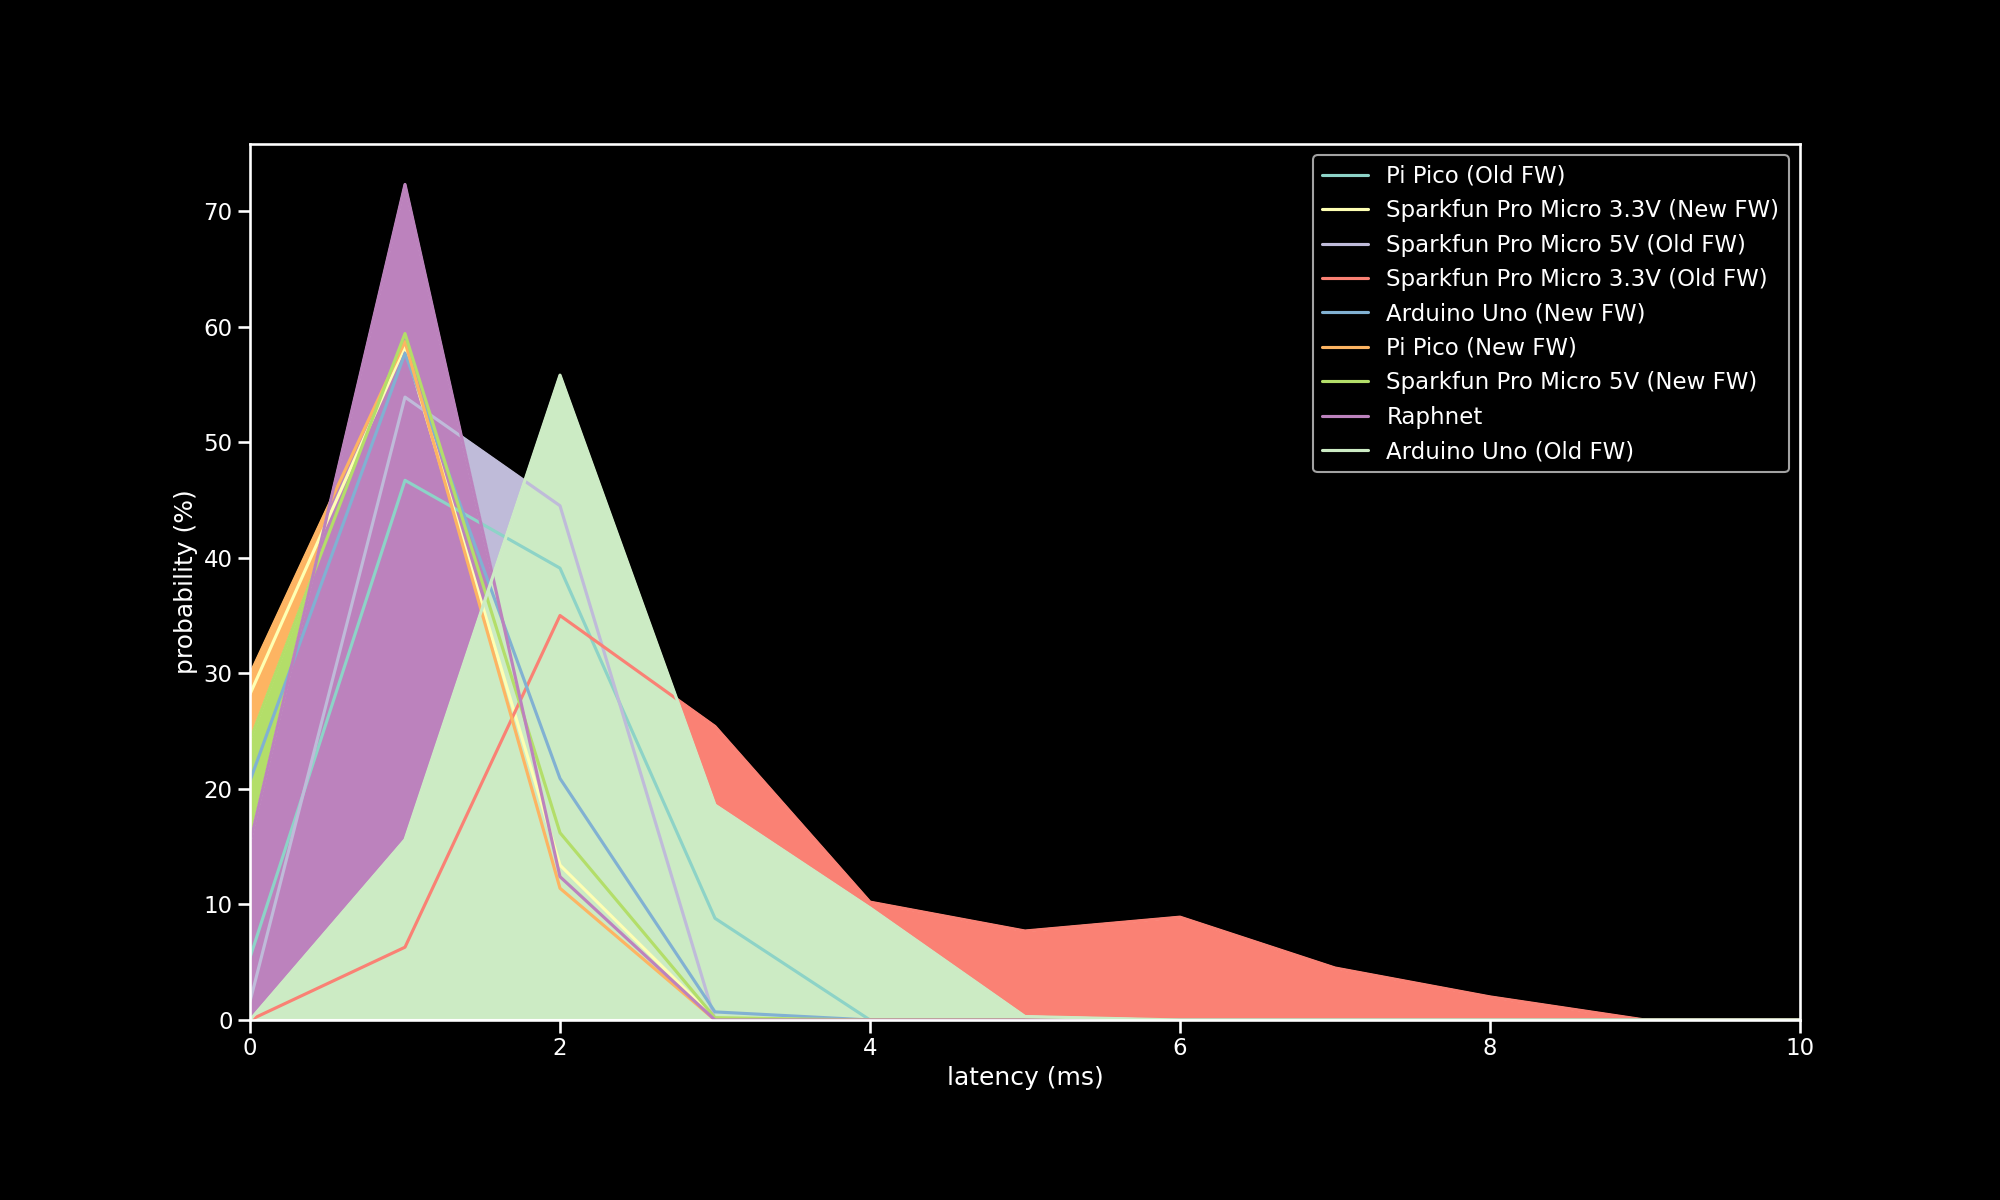 Pi Pico (Old FW)
Sparkfun Pro Micro 3.3V (New FW)
Sparkfun Pro Micro 5V (Old FW)
Sparkfun Pro Micro 3.3V (Old FW)
Arduino Uno (New FW)
Pi Pico (New FW)
Sparkfun Pro Micro 5V (New FW)
Raphnet
Arduino Uno (Old FW)
probability (%)
70
60
50
40
30
20
10
0
0 2 4 6 8 10
latency (ms)